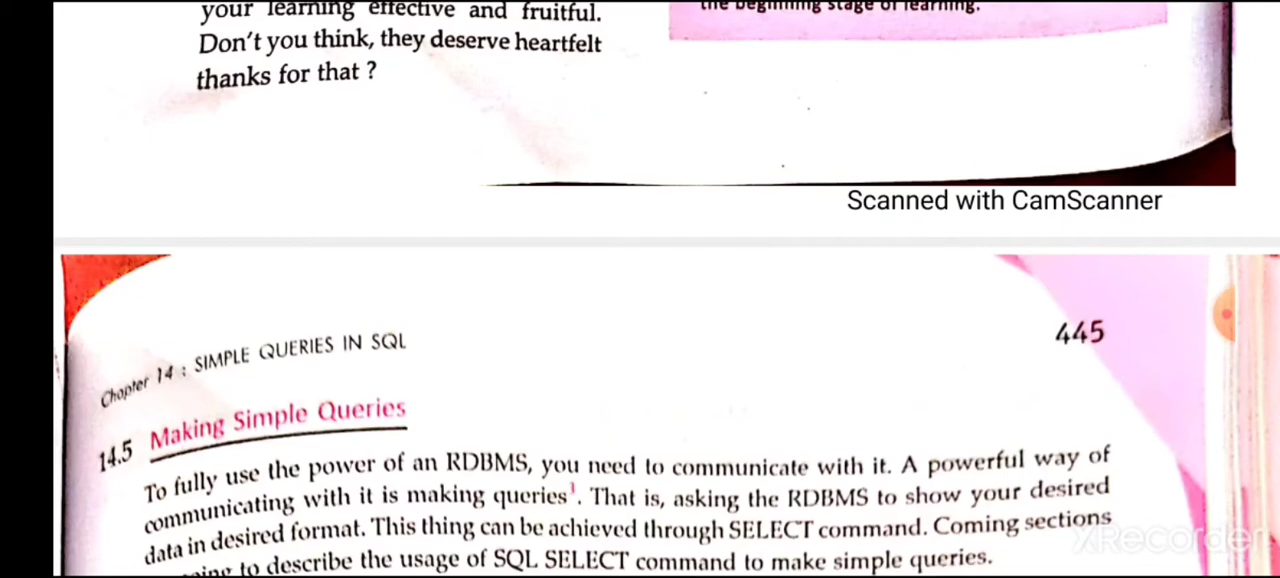 your learning effective and fruitful.
Don't you think, they deserve heartfelt
thanks for that ?
the beginning stage of learning.
Scanned with CamScanner
Chapter 14 : SIMPLE QUERIES IN SQL
445
14.5 Making Simple Queries
To fully use the power of an RDBMS, you need to communicate with it. A powerful way of
communicating with it is making queries¹. That is, asking the RDBMS to show your desired
data in desired format. This thing can be achieved through SELECT command. Coming sections
to describe the usage of SQL SELECT command to make simple queries.
XRecorder